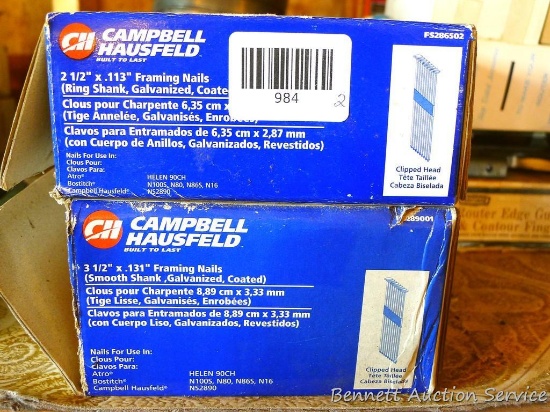 CAMPBELL
HAUSFELD
BUILT TO LAST
FS286502
2 1/2" x .113" Framing Nails
(Ring Shank, Galvanized, Coate
984
2
Clous pour Charpente 6,35 cm x
(Tige Annelée, Galvanisés, Enrobées)
Clavos para Entramados de 6,35 cm x 2,87 mm
(con Cuerpo de Anillos, Galvanizados, Revestidos)
Nails For Use In:
Clous Pour:
Clavos Para:
Atro® HELEN 90CH
Bostitch® N100S, N80, N86S, N16
Campbell Hausfeld® NS2890
Clipped Head
Tête Taillée
Cabeza Biselada
CAMPBELL
HAUSFELD
BUILT TO LAST
289001
3 1/2" x .131" Framing Nails
(Smooth Shank ,Galvanized, Coated)
Clous pour Charpente 8,89 cm x 3,33 mm
(Tige Lisse, Galvanisés, Enrobées)
Clavos para Entramados de 8,89 cm x 3,33 mm
(con Cuerpo Liso, Galvanizados, Revestidos)
Nails For Use In:
Clous Pour:
Clavos Para:
Atro® HELEN 90CH
Bostitch® N100S, N80, N86S, N16
Campbell Hausfeld® NS2890
Clipped Head
Tête Taillée
Cabeza Biselada
Router Edge Gu
Contour Fin
Bennett Auction Service